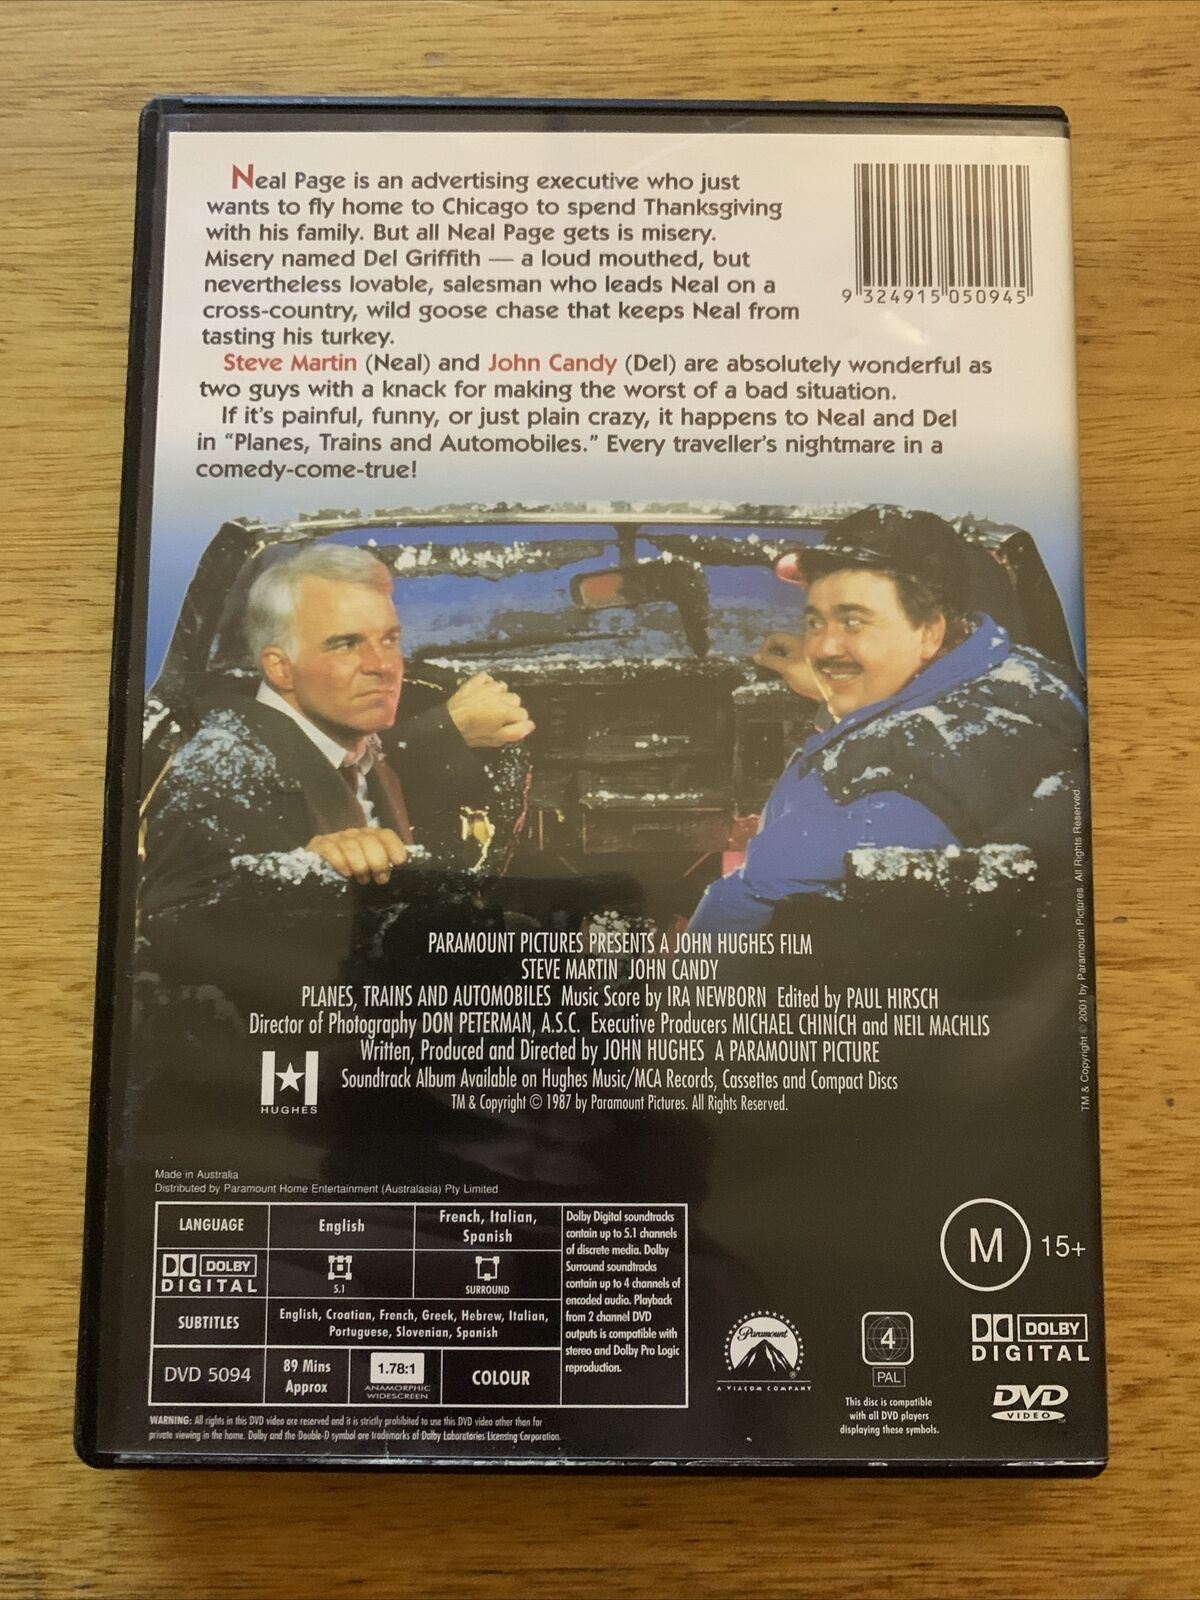 Neal Page is an advertising executive who just
wants to fly home to Chicago to spend Thanksgiving
with his family. But all Neal Page gets is misery.
Misery named Del Griffith — a loud mouthed, but
nevertheless lovable, salesman who leads Neal on a
cross-country, wild goose chase that keeps Neal from
tasting his turkey.
Steve Martin (Neal) and John Candy (Del) are absolutely wonderful as
two guys with a knack for making the worst of a bad situation.
If it's painful, funny, or just plain crazy, it happens to Neal and Del
in "Planes, Trains and Automobiles." Every traveller's nightmare in a
comedy-come-true!
9 324915 050945
TM & Copyright © 2001 by Paramount Pictures. All Rights Reserved.
PARAMOUNT PICTURES PRESENTS A JOHN HUGHES FILM
STEVE MARTIN JOHN CANDY
PLANES, TRAINS AND AUTOMOBILES Music Score by IRA NEWBORN Edited by PAUL HIRSCH
Director of Photography DON PETERMAN, A.S.C. Executive Producers MICHAEL CHINICH and NEIL MACHLIS
Written, Produced and Directed by JOHN HUGHES A PARAMOUNT PICTURE
Soundtrack Album Available on Hughes Music/MCA Records, Cassettes and Compact Discs
TM & Copyright © 1987 by Paramount Pictures. All Rights Reserved.
H
HUGHES
Made in Australia
Distributed by Paramount Home Entertainment (Australasia) Pty Limited
LANGUAGE
English
French, Italian,
Spanish
DOLBY
DIGITAL
5.1
SURROUND
SUBTITLES
English, Croatian, French, Greek, Hebrew, Italian,
Portuguese, Slovenian, Spanish
DVD 5094
89 Mins
Approx
1.78:1
ANAMORPHIC
WIDESCREEN
COLOUR
Dolby Digital soundtracks
contain up to 5.1 channels
of discrete media. Dolby
Surround soundtracks
contain up to 4 channels of
encoded audio. Playback
from 2 channel DVD
outputs is compatible with
stereo and Dolby Pro Logic
reproduction.
WARNING: All rights in this DVD video are reserved and it is strictly prohibited to use this DVD video other than for
private viewing in the home. Dolby and the Double-D symbol are trademarks of Dolby Laboratories Licensing Corporation.
Paramount
A VIACOM COMPANY
4
PAL
This disc is compatible
with all DVD players
displaying these symbols.
M 15+
DOLBY
DIGITAL
DVD
VIDEO